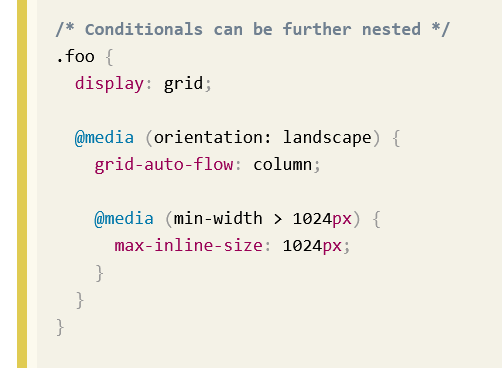 /* Conditionals can be further nested */
.foo {
  display: grid;

  @media (orientation: landscape) {
    grid-auto-flow: column;

    @media (min-width > 1024px) {
      max-inline-size: 1024px;
    }
  }
}